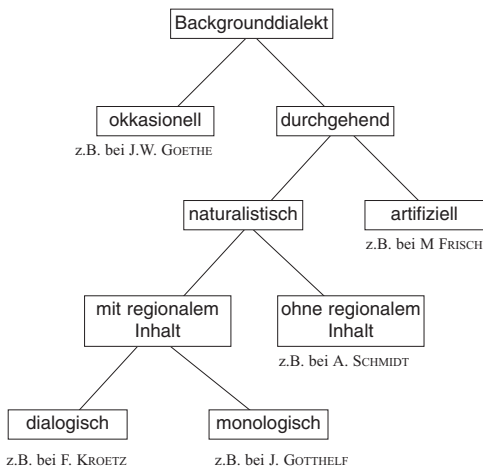 Backgrounddialekt
okkasionell
durchgehend
z.B. bei J.W. GOETHE
naturalistisch
artifiziell
z.B. bei M FRISCH
mit regionalem
Inhalt
ohne regionalem
Inhalt
z.B. bei A. SCHMIDT
dialogisch
monologisch
z.B. bei F. KROETZ
z.B. bei J. GOTTHELF